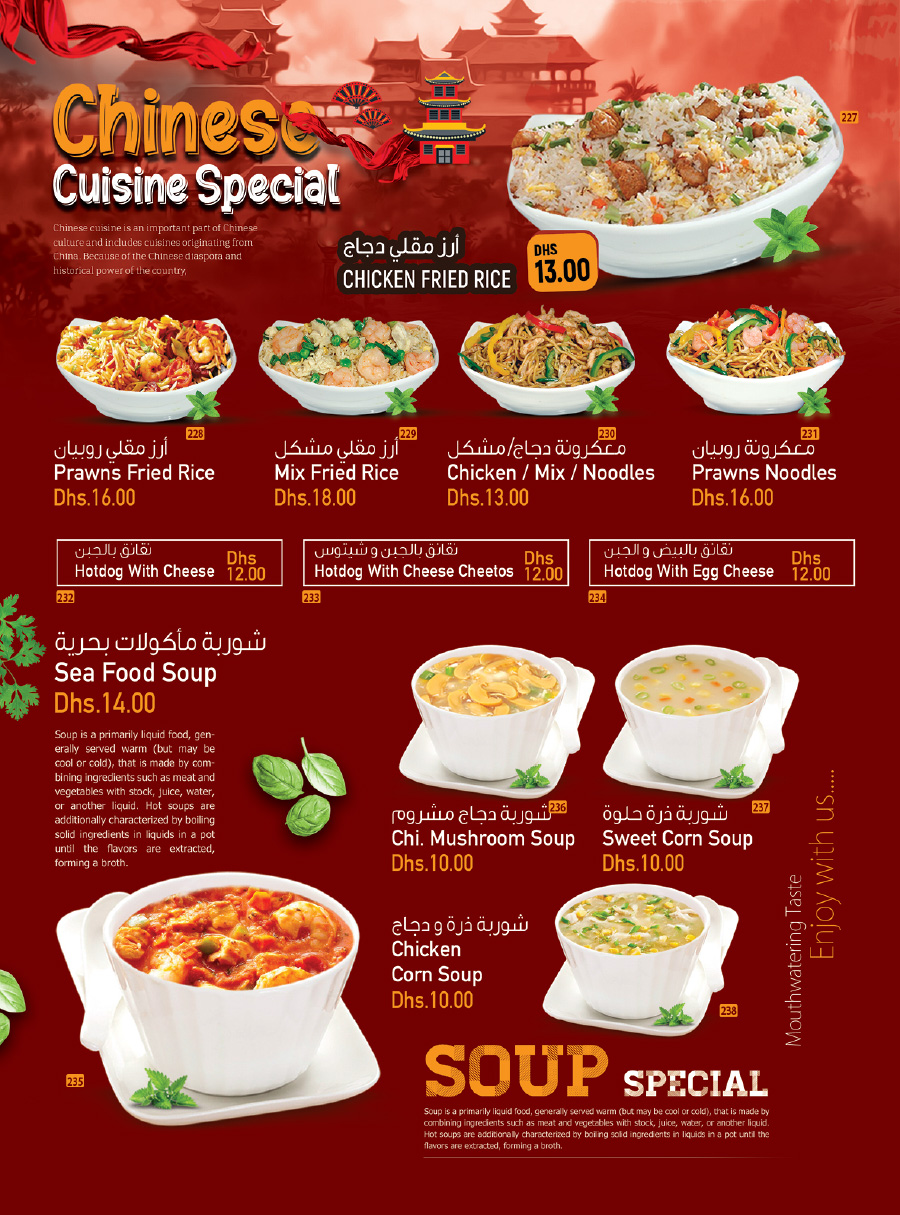 Chinese
Cuisine Special
Chinese cuisine is an important part of Chinese
culture and includes cuisines originating from
China. Because of the Chinese diaspora and
historical power of the country,
227
أرز مقلي دجاج
CHICKEN FRIED RICE
DHS
13.00
228
أرز مقلي روبيان
Prawns Fried Rice
Dhs.16.00
229
أرز مقلي مشكل
Mix Fried Rice
Dhs.18.00
230
معكرونة دجاج/مشكل
Chicken / Mix / Noodles
Dhs.13.00
231
معكرونة روبيان
Prawns Noodles
Dhs.16.00
نقانق بالجبن
Hotdog With Cheese
Dhs
12.00
232
نقانق بالجبن و شيتوس
Hotdog With Cheese Cheetos
Dhs
12.00
233
نقانق بالبيض و الجبن
Hotdog With Egg Cheese
Dhs
12.00
234
شوربة مأكولات بحرية
Sea Food Soup
Dhs.14.00
Soup is a primarily liquid food, gen-
erally served warm (but may be
cool or cold), that is made by com-
bining ingredients such as meat and
vegetables with stock, juice, water,
or another liquid. Hot soups are
additionally characterized by boiling
solid ingredients in liquids in a pot
until the flavors are extracted,
forming a broth.
235
236
شوربة دجاج مشروم
Chi. Mushroom Soup
Dhs.10.00
237
شوربة ذرة حلوة
Sweet Corn Soup
Dhs.10.00
شوربة ذرة و دجاج
Chicken
Corn Soup
Dhs.10.00
238
Mouthwatering Taste
Enjoy with us.....
SOUP SPECIAL
Soup is a primarily liquid food, generally served warm (but may be cool or cold), that is made by
combining ingredients such as meat and vegetables with stock, juice, water, or another liquid.
Hot soups are additionally characterized by boiling solid ingredients in liquids in a pot until the
flavors are extracted, forming a broth.